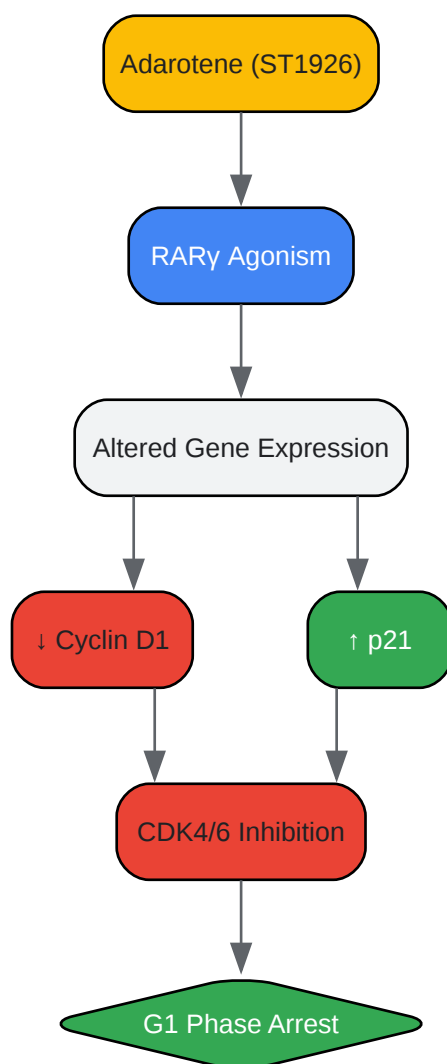 Adarotene (ST1926)
RARγ Agonism
Altered Gene Expression
↓ Cyclin D1
↑ p21
CDK4/6 Inhibition
G1 Phase Arrest